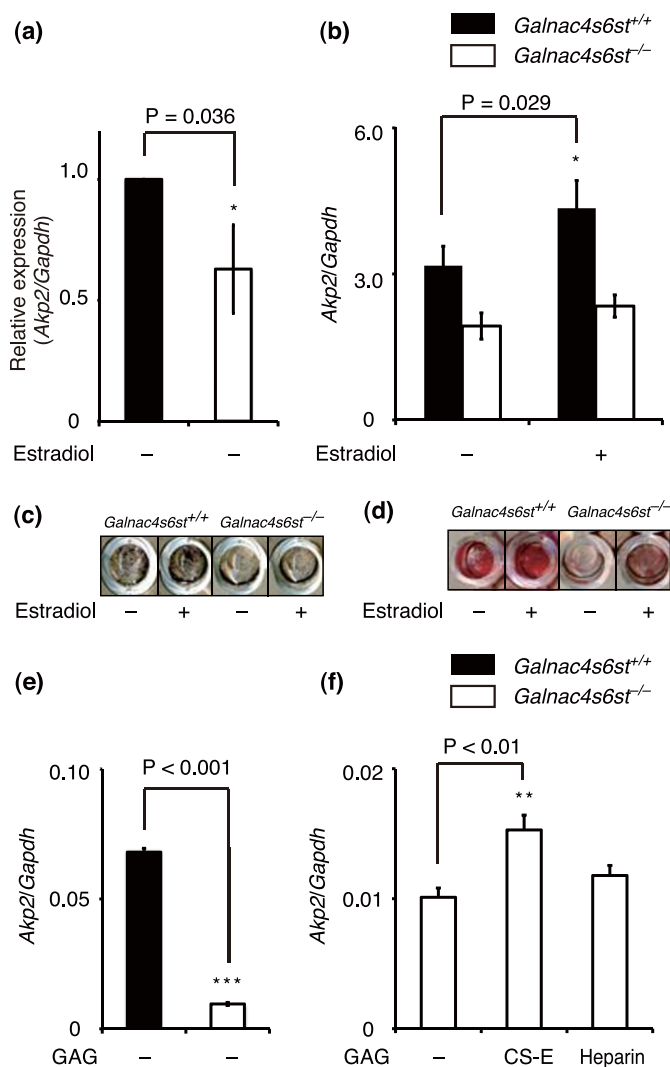 (a)
P = 0.036
*
1.0
0.5
0
Relative expression
(Akp2/Gapdh)
Estradiol – –
(b)
Galnac4s6st+/+
Galnac4s6st−/−
P = 0.029
*
6.0
3.0
0
Akp2/Gapdh
– +
(c)
Galnac4s6st+/+ Galnac4s6st−/−
Estradiol – + – +
(d)
Galnac4s6st+/+ Galnac4s6st−/−
Estradiol – + – +
(e)
P < 0.001
***
0.10
0.05
0
Akp2/Gapdh
GAG – –
(f)
Galnac4s6st+/+
Galnac4s6st−/−
P < 0.01
**
0.02
0.01
0
Akp2/Gapdh
GAG – CS-E Heparin